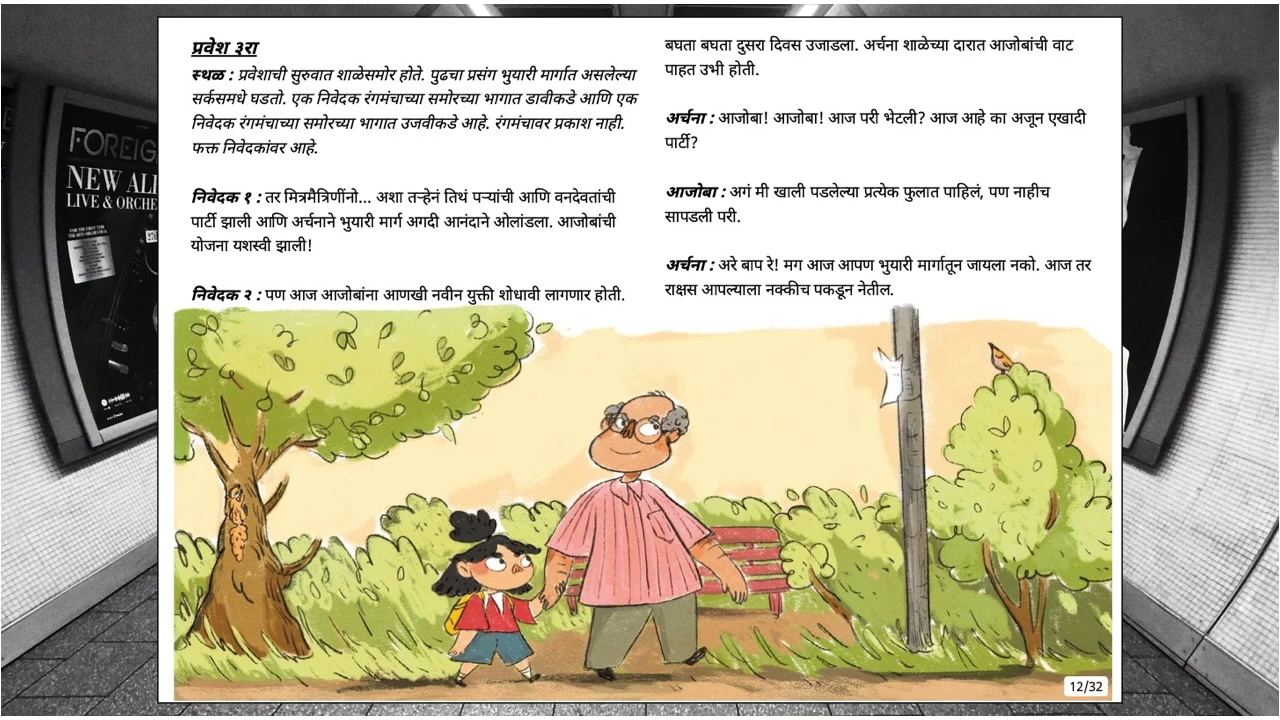 प्रवेश ३रा
स्थळ : प्रवेशाची सुरुवात शाळेसमोर होते. पुढचा प्रसंग भुयारी मार्गात असलेल्या
सर्कसमधे घडतो. एक निवेदक रंगमंचाच्या समोरच्या भागात डावीकडे आणि एक
निवेदक रंगमंचाच्या समोरच्या भागात उजवीकडे आहे. रंगमंचावर प्रकाश नाही.
फक्त निवेदकांवर आहे.
निवेदक १ : तर मित्रमैत्रिणींनो... अशा तऱ्हेनं तिथं पऱ्यांची आणि वनदेवतांची
पार्टी झाली आणि अर्चनाने भुयारी मार्ग अगदी आनंदाने ओलांडला. आजोबांची
योजना यशस्वी झाली!
निवेदक २ : पण आज आजोबांना आणखी नवीन युक्ती शोधावी लागणार होती.
बघता बघता दुसरा दिवस उजाडला. अर्चना शाळेच्या दारात आजोबांची वाट
पाहत उभी होती.
अर्चना : आजोबा! आजोबा! आज परी भेटली? आज आहे का अजून एखादी
पार्टी?
आजोबा : अगं मी खाली पडलेल्या प्रत्येक फुलात पाहिलं, पण नाहीच
सापडली परी.
अर्चना : अरे बाप रे! मग आज आपण भुयारी मार्गातून जायला नको. आज तर
राक्षस आपल्याला नक्कीच पकडून नेतील.
FOREIG
NEW AL
LIVE & ORCHE
12/32